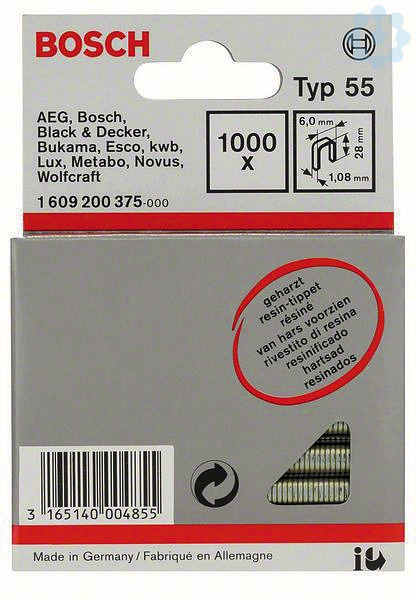 BOSCH
Typ 55
AEG, Bosch,
Black & Decker,
Bukama, Esco, kwb,
Lux, Metabo, Novus,
Wolfcraft
1 609 200 375-000
1000
x
6,0 mm
28 mm
1,08 mm
geharzt
resin-tippet
résiné
van hars voorzien
rivestito di resina
resinificado
hartsad
resinados
3 165140 004855
Made in Germany / Fabriqué en Allemagne